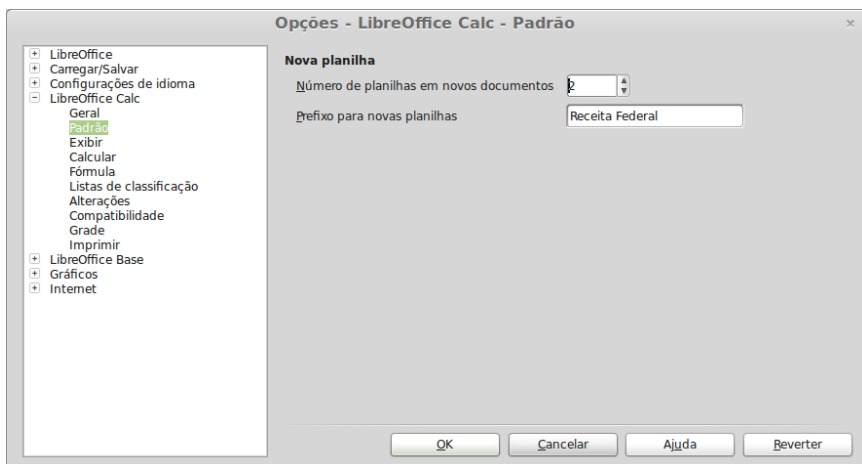 Opções - LibreOffice Calc - Padrão
LibreOffice
Carregar/Salvar
Configurações de idioma
LibreOffice Calc
Geral
Padrão
Exibir
Calcular
Fórmula
Listas de classificação
Alterações
Compatibilidade
Grade
Imprimir
LibreOffice Base
Gráficos
Internet
Nova planilha
Número de planilhas em novos documentos 2
Prefixo para novas planilhas Receita Federal
OK Cancelar Ajuda Reverter